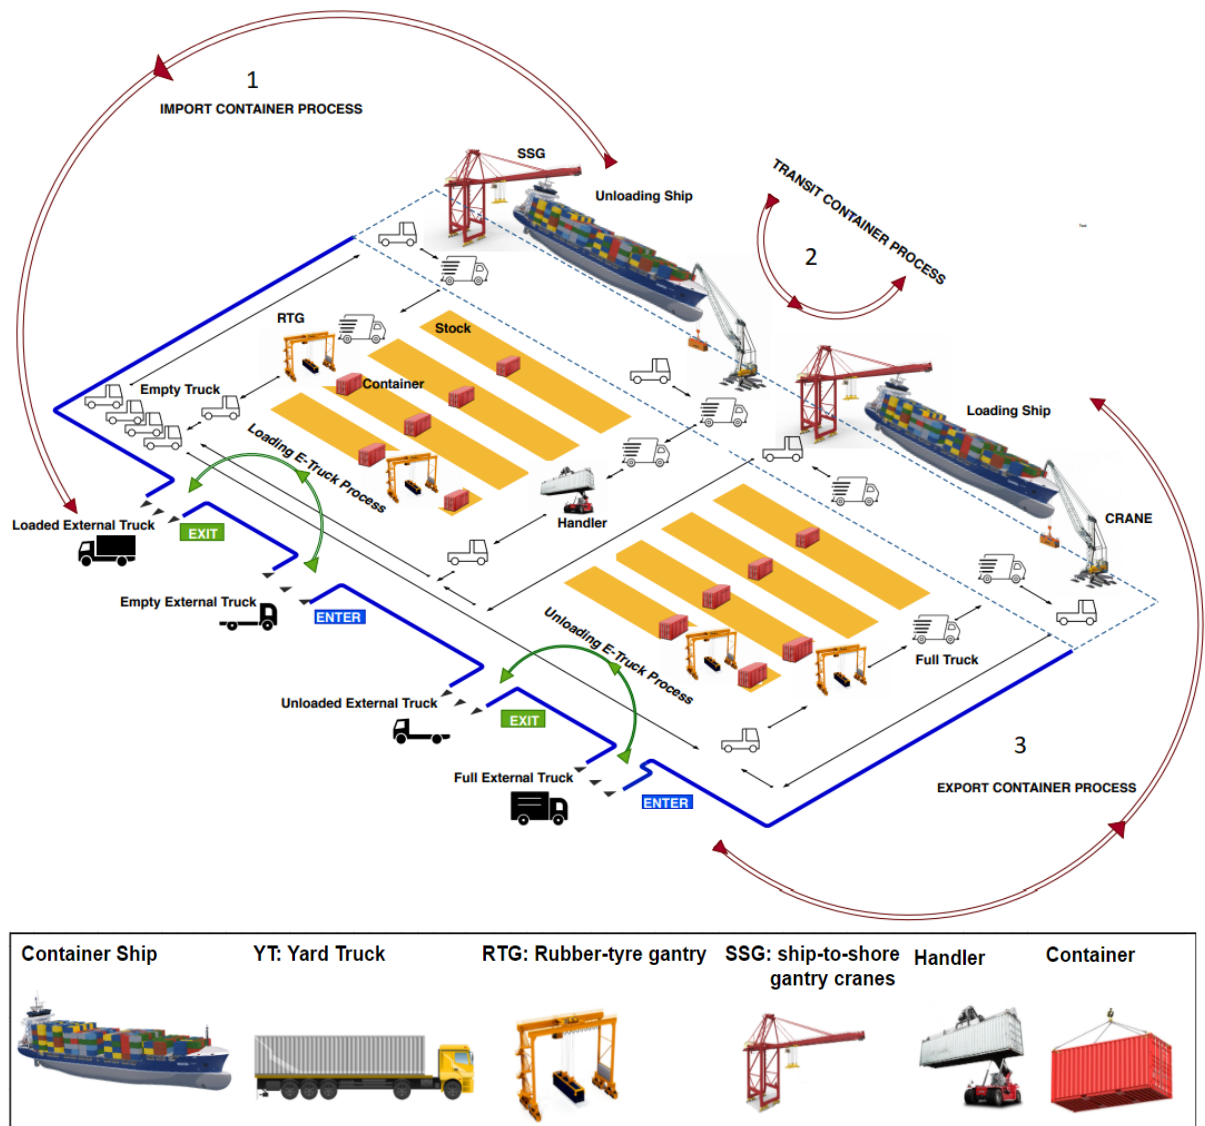 1
IMPORT CONTAINER PROCESS
SSG
Unloading Ship
TRANSIT CONTAINER PROCESS
2
Text
RTG
Stock
Empty Truck
Container
Loading Ship
Loading E-Truck Process
Handler
CRANE
Loaded External Truck
EXIT
Empty External Truck
ENTER
Unloading E-Truck Process
Full Truck
Unloaded External Truck
EXIT
3
Full External Truck
EXPORT CONTAINER PROCESS
ENTER
Container Ship
YT: Yard Truck
RTG: Rubber-tyre gantry
SSG: ship-to-shore
gantry cranes
Handler
Container